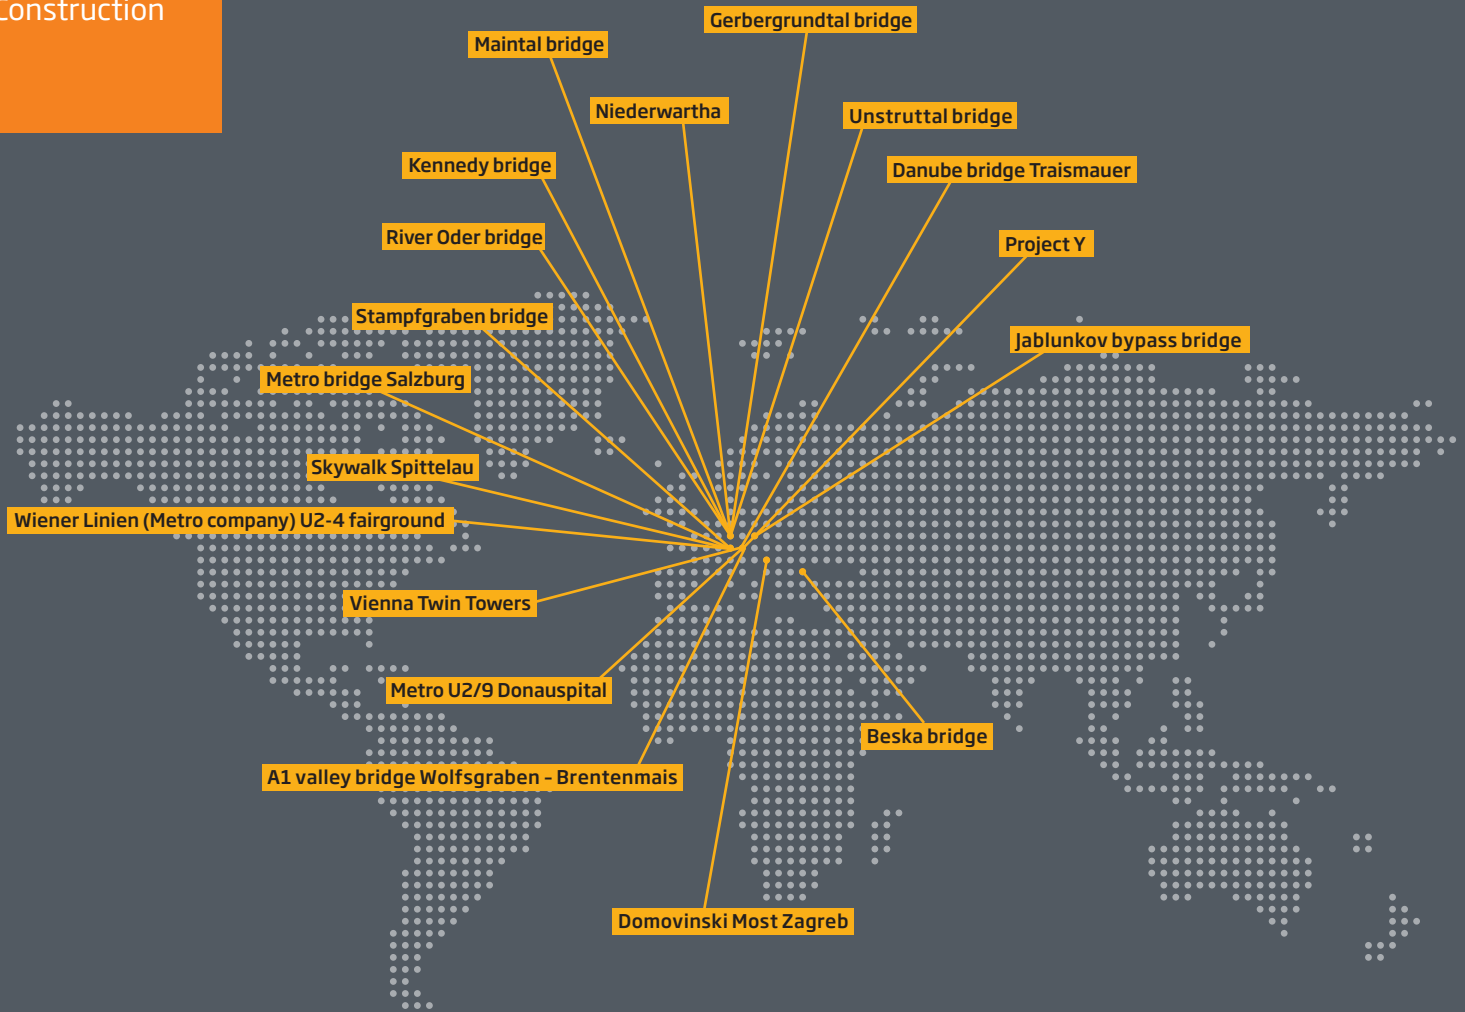 Construction
Gerbergrundtal bridge
Maintal bridge
Niederwartha
Unstruttal bridge
Kennedy bridge
Danube bridge Traismauer
River Oder bridge
Project Y
Stampfgraben bridge
Jablunkov bypass bridge
Metro bridge Salzburg
Skywalk Spittelau
Wiener Linien (Metro company) U2-4 fairground
Vienna Twin Towers
Metro U2/9 Donauspital
Beska bridge
A1 valley bridge Wolfsgraben – Brentenmais
Domovinski Most Zagreb